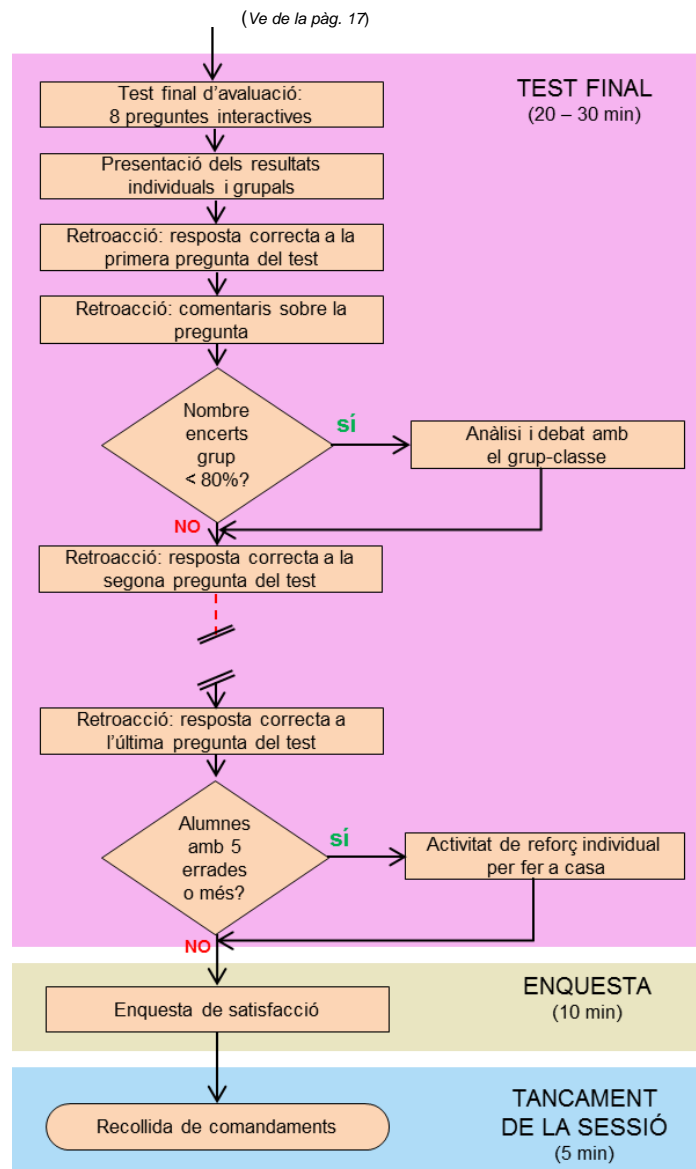 (Ve de la pàg. 17)
TEST FINAL
(20 – 30 min)
Test final d'avaluació:
8 preguntes interactives
Presentació dels resultats
individuals i grupals
Retroacció: resposta correcta a la
primera pregunta del test
Retroacció: comentaris sobre la
pregunta
Nombre
encerts
grup
< 80%?
sí
Anàlisi i debat amb
el grup-classe
NO
Retroacció: resposta correcta a la
segona pregunta del test
Retroacció: resposta correcta a
l'última pregunta del test
Alumnes
amb 5
errades
o més?
sí
Activitat de reforç individual
per fer a casa
NO
ENQUESTA
(10 min)
Enquesta de satisfacció
TANCAMENT
DE LA SESSIÓ
(5 min)
Recollida de comandaments